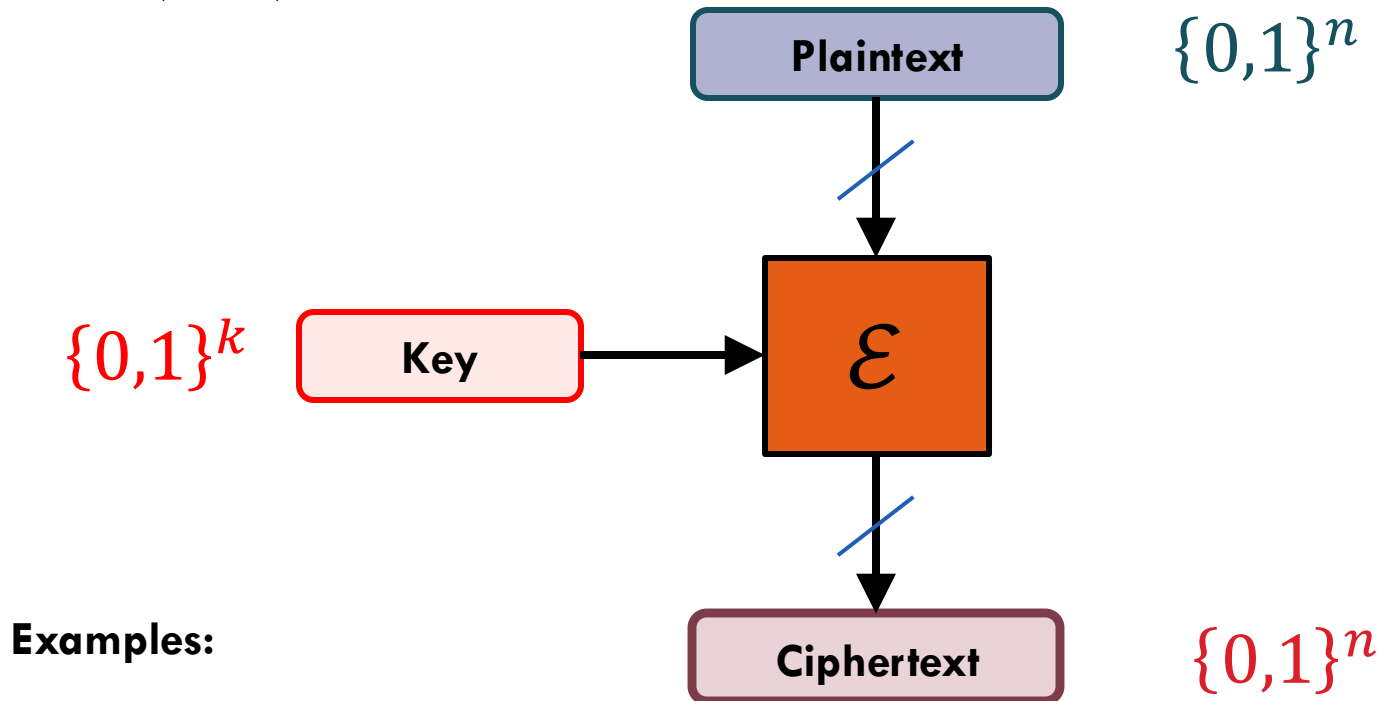 Plaintext {0,1}ⁿ
{0,1}ᵏ Key ℰ
Examples:
Ciphertext {0,1}ⁿ